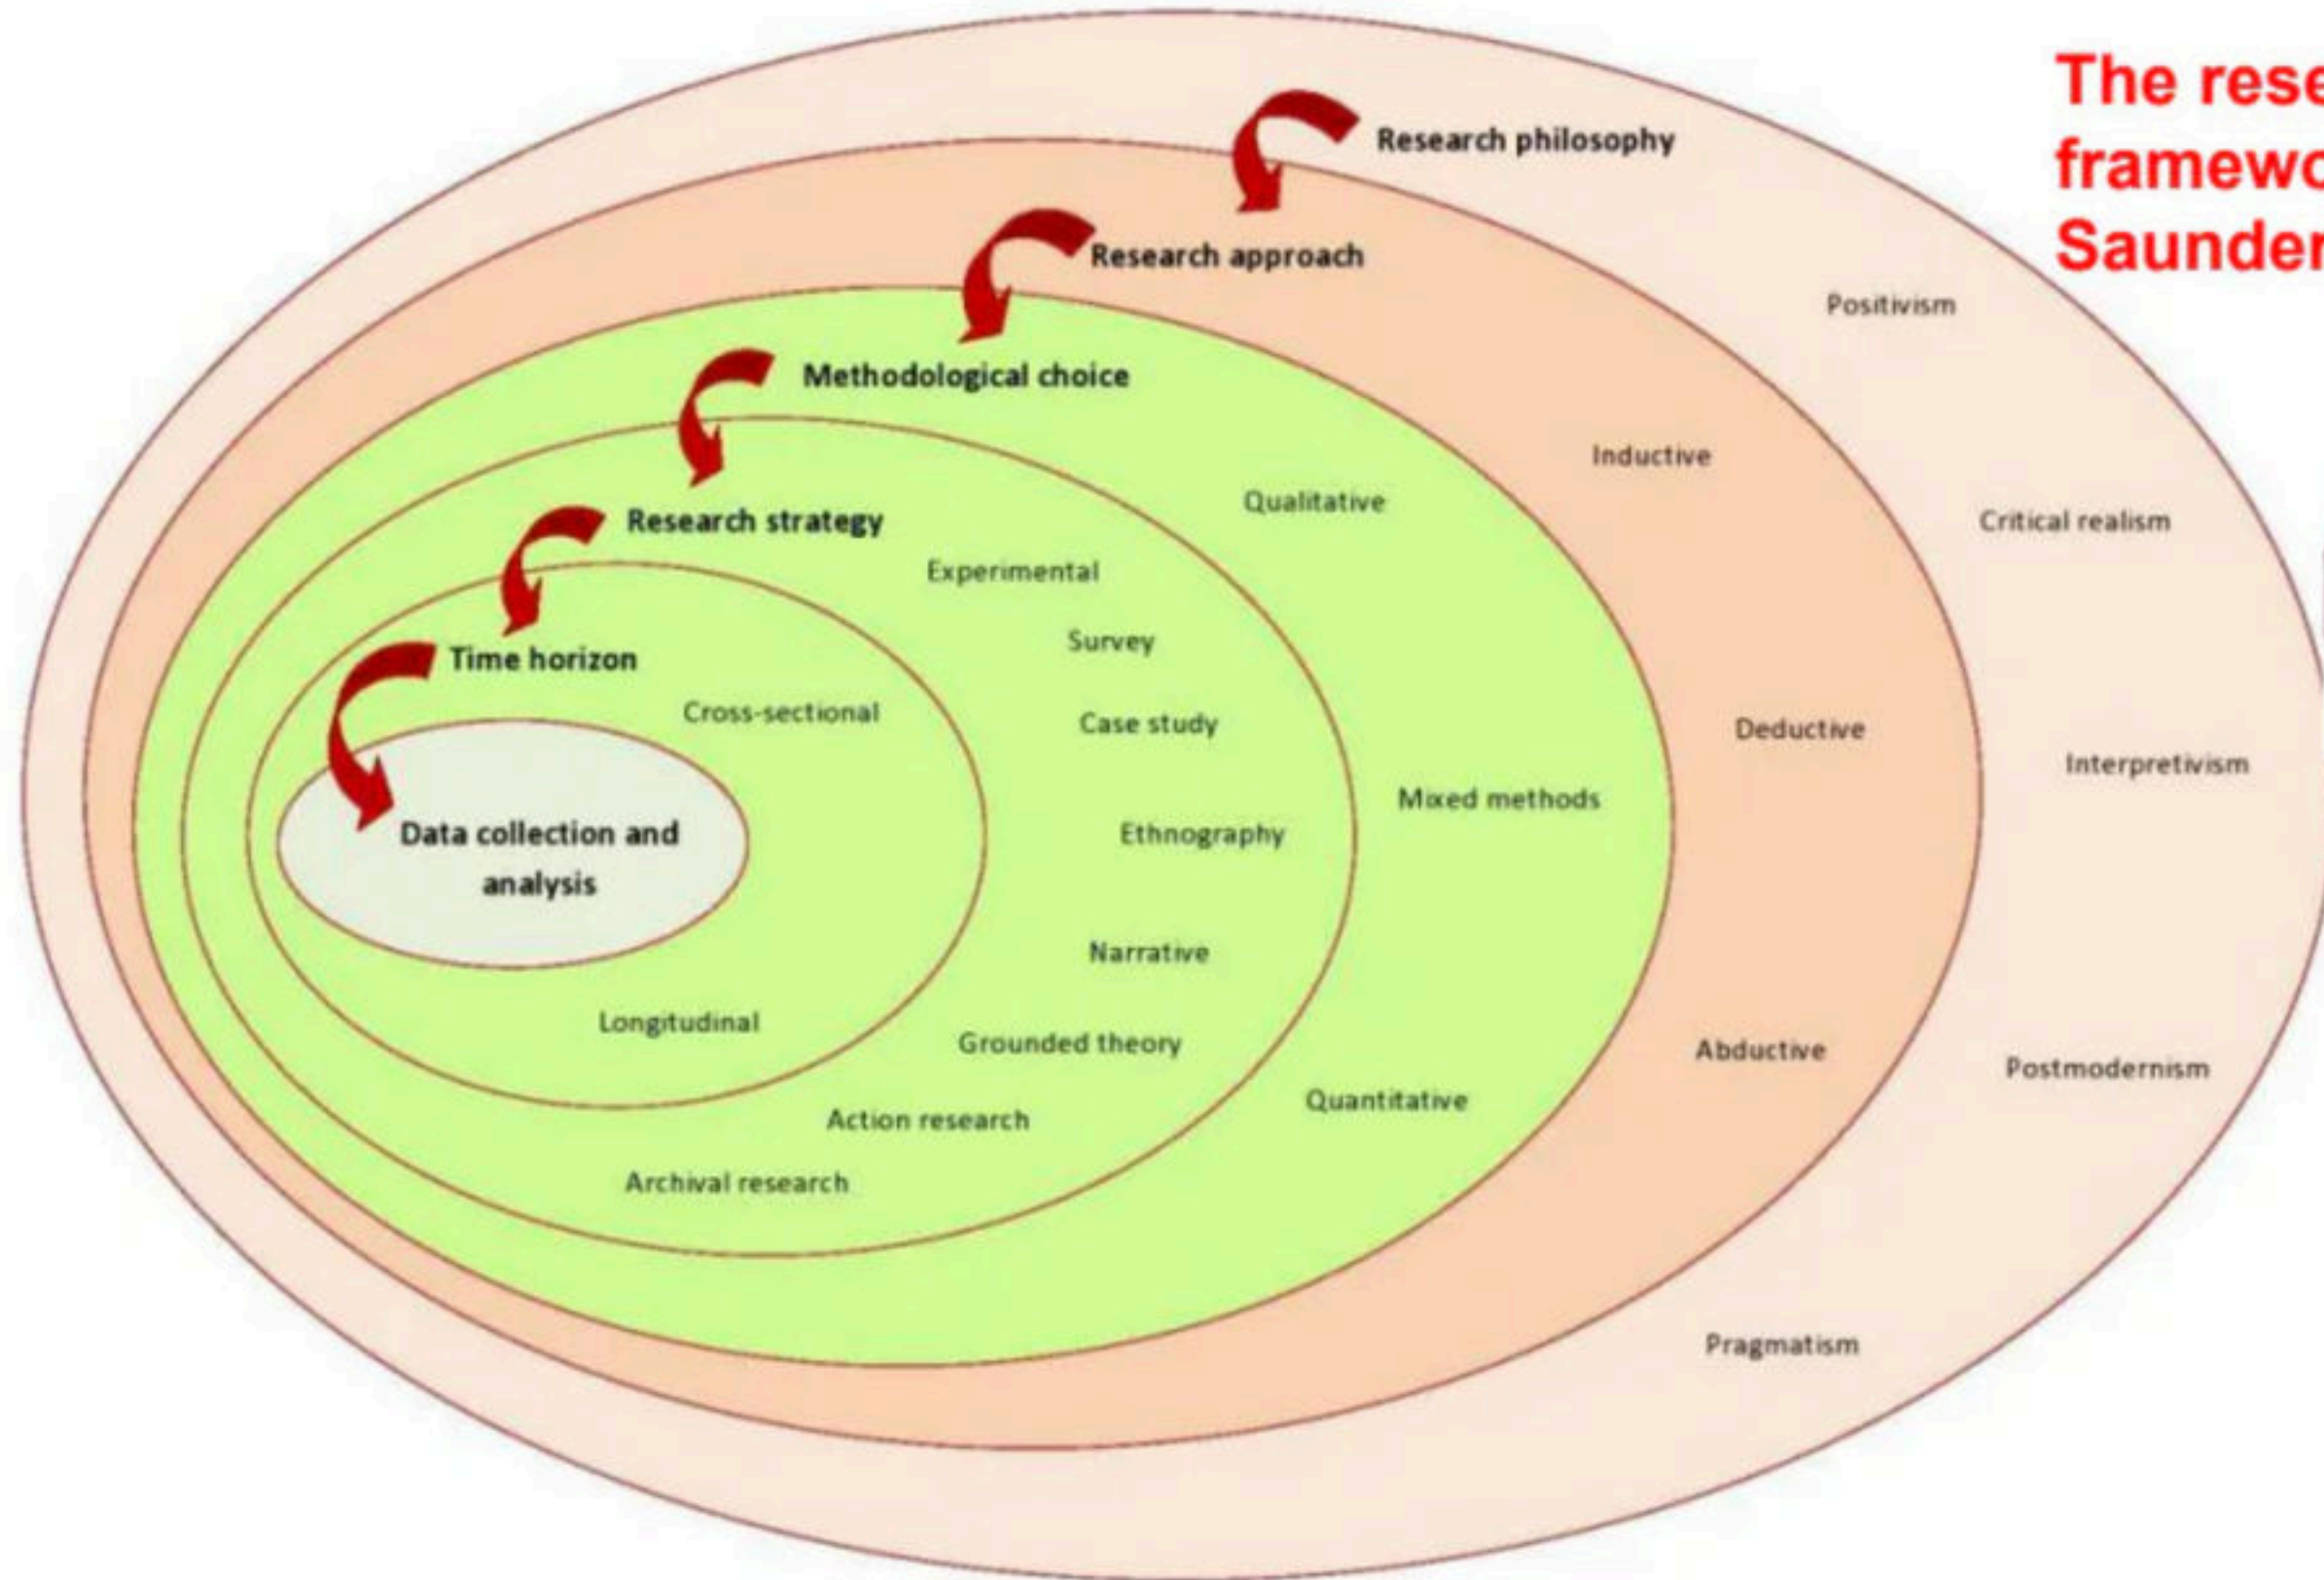 The rese
framewo
Saunder
Research philosophy
Research approach
Positivism
Methodological choice
Inductive
Qualitative
Critical realism
Research strategy
Experimental
Survey
Time horizon
Cross-sectional
Case study
Deductive
Interpretivism
Mixed methods
Data collection and
analysis
Ethnography
Narrative
Longitudinal
Grounded theory
Abductive
Postmodernism
Quantitative
Action research
Archival research
Pragmatism